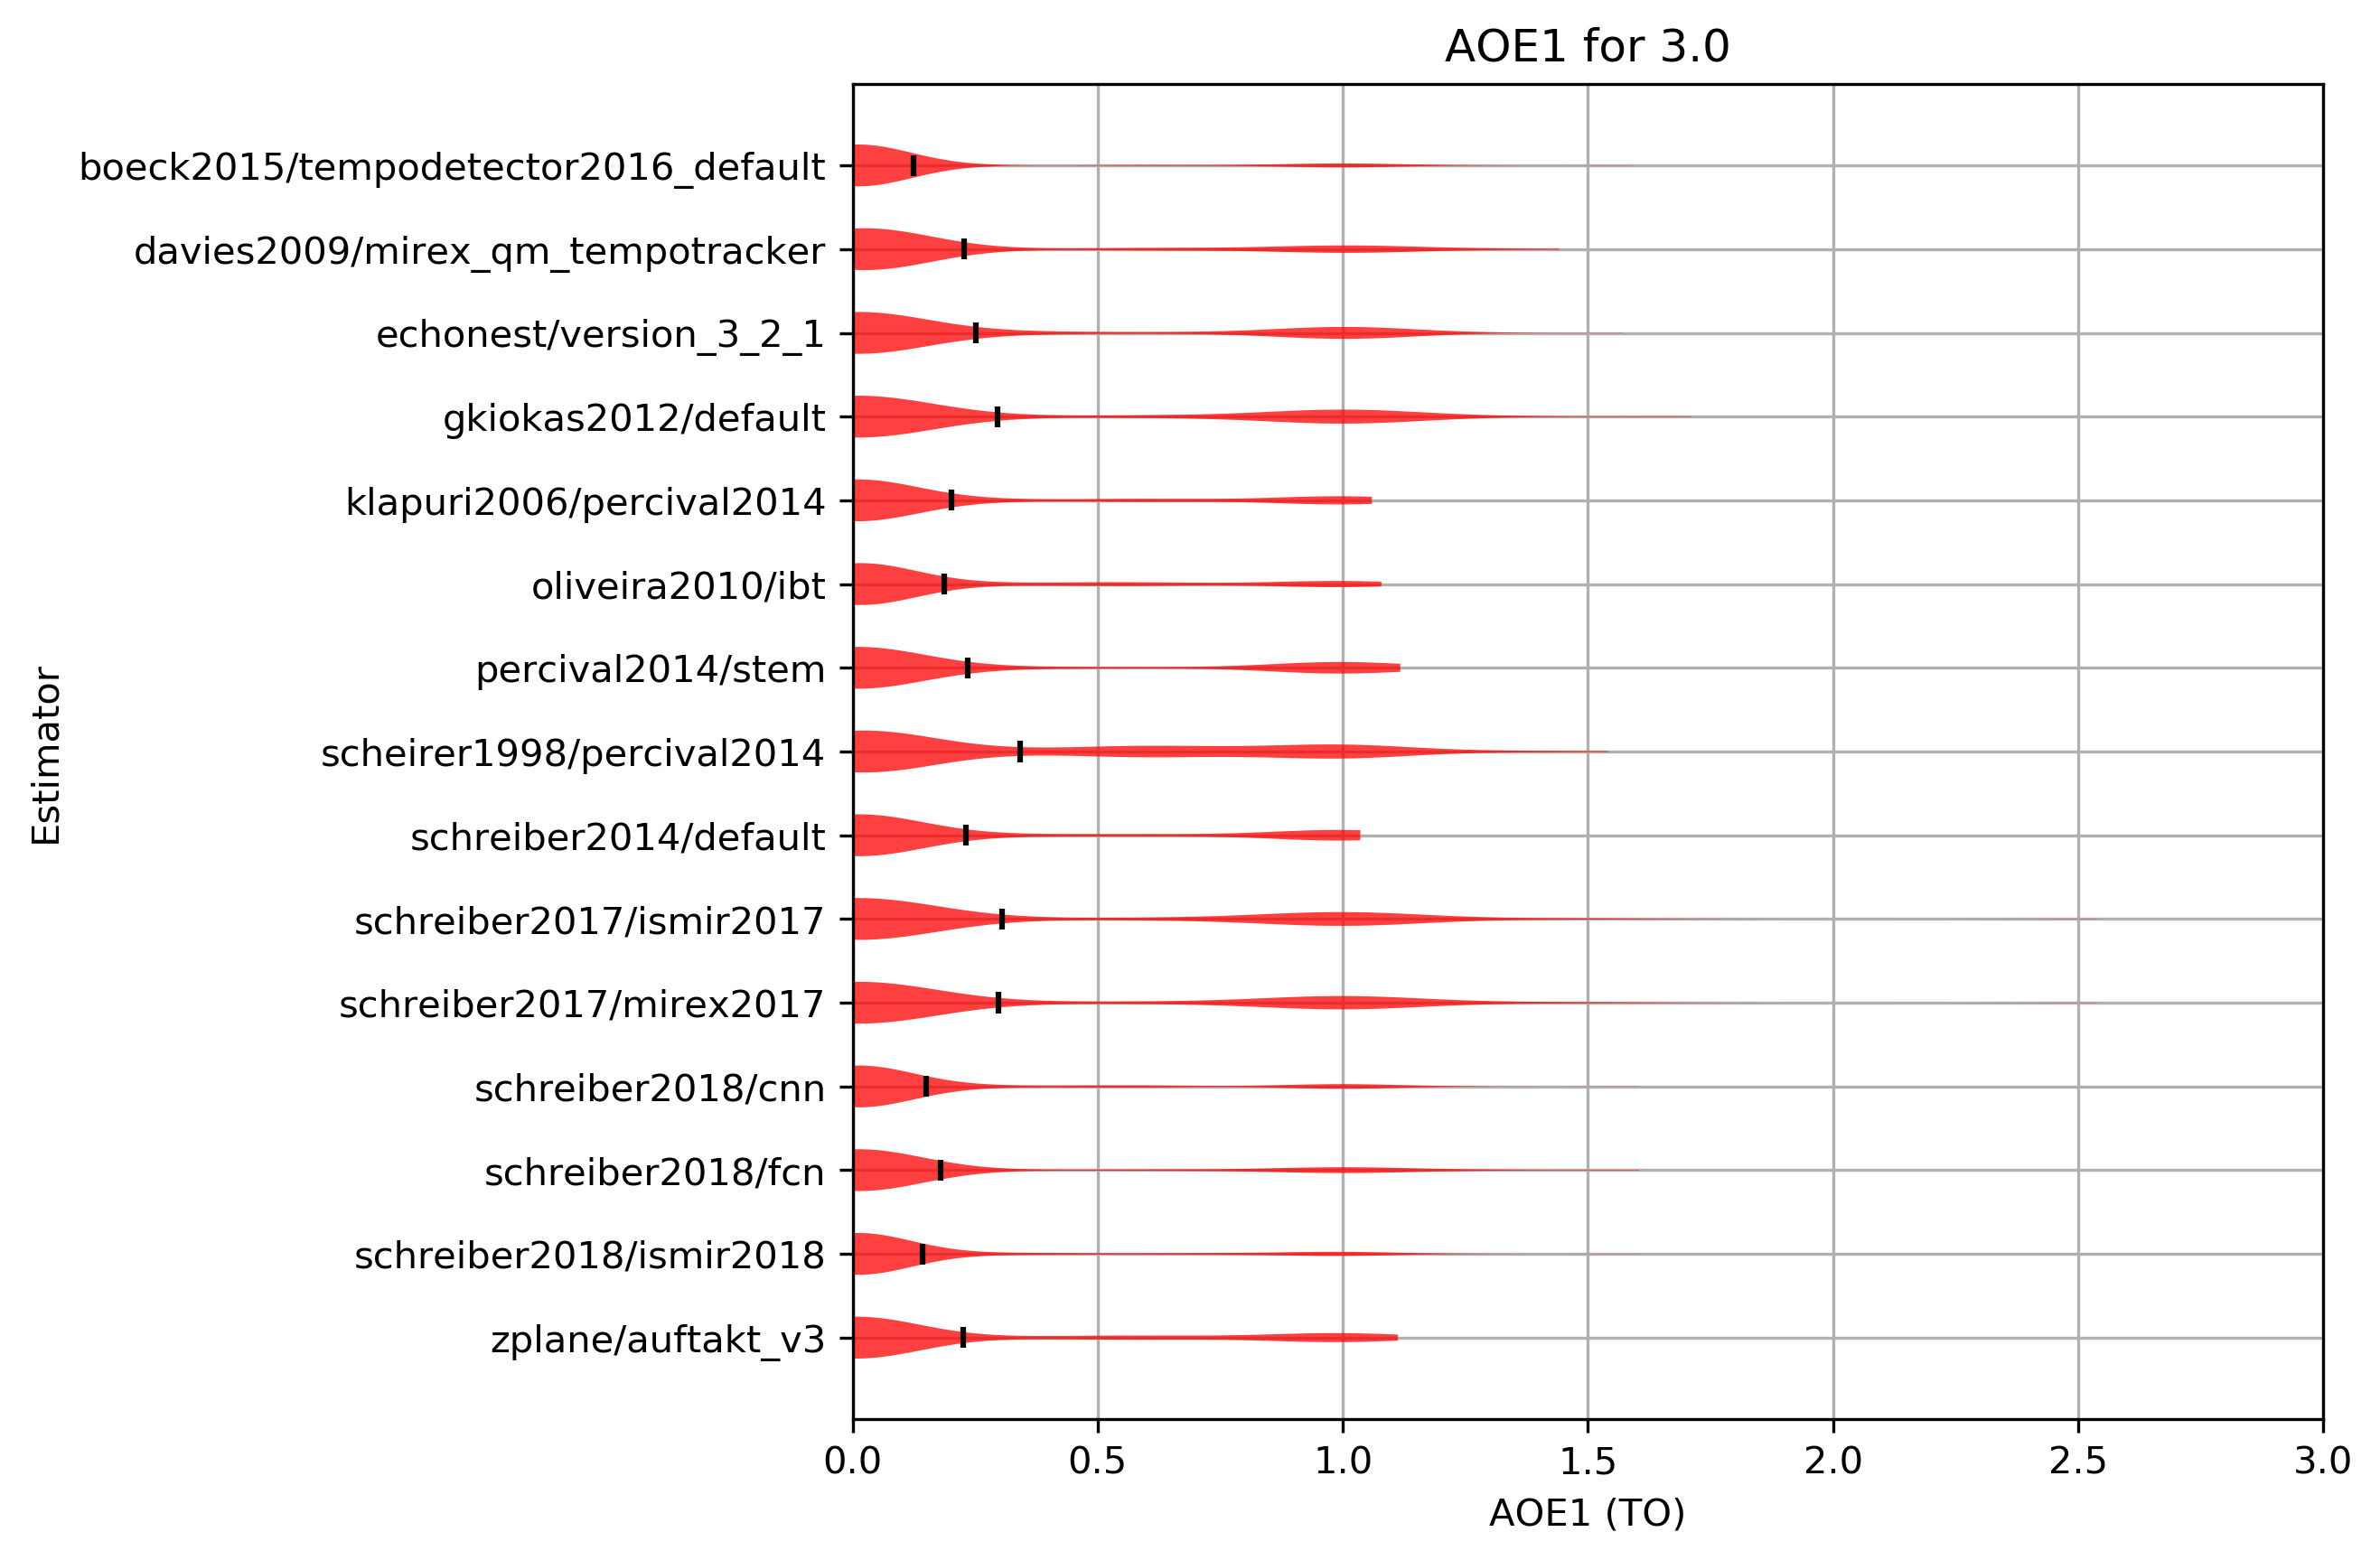 AOE1 for 3.0
boeck2015/tempodetector2016_default
davies2009/mirex_qm_tempotracker
echonest/version_3_2_1
gkiokas2012/default
klapuri2006/percival2014
oliveira2010/ibt
percival2014/stem
scheirer1998/percival2014
schreiber2014/default
schreiber2017/ismir2017
schreiber2017/mirex2017
schreiber2018/cnn
schreiber2018/fcn
schreiber2018/ismir2018
zplane/auftakt_v3
Estimator
0.0 0.5 1.0 1.5 2.0 2.5 3.0
AOE1 (TO)